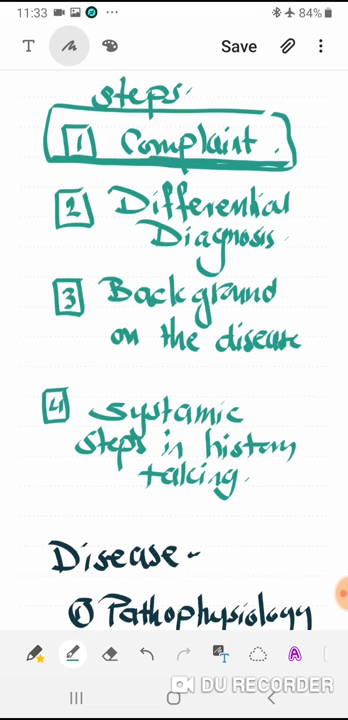 11:33
84%
T
Save
steps.
1 Complaint.
2 Differential
Diagnosis.
3 Background
on the disease
4 systamic
steps in history
taking.
Disease -
① Pathophysiology
T
A
DU RECORDER